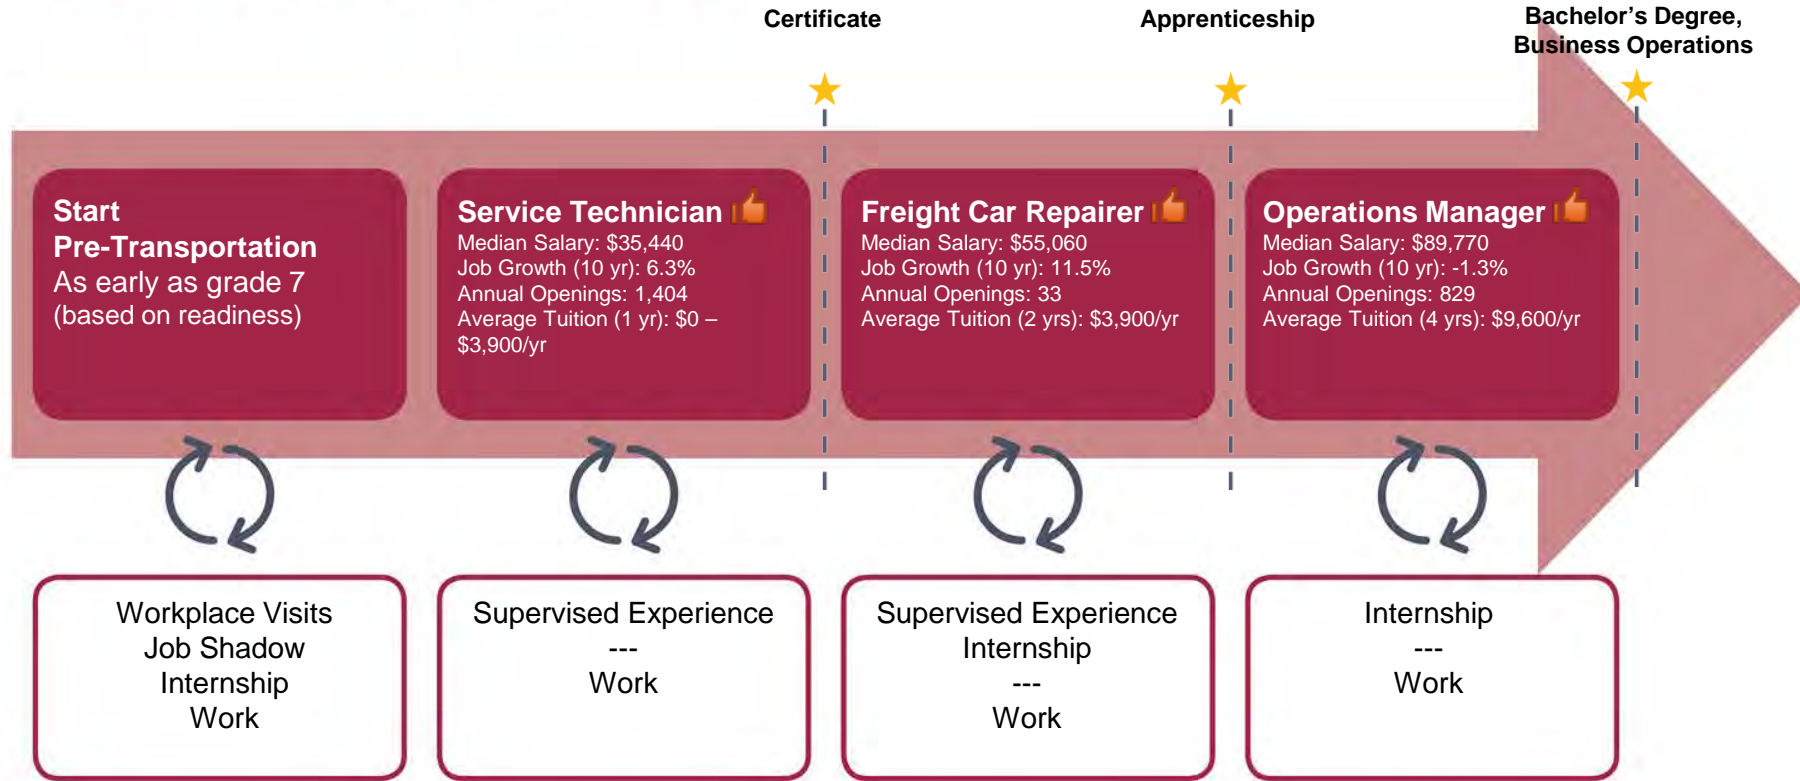 Certificate
Apprenticeship
Bachelor's Degree,
Business Operations
Start
Pre-Transportation
As early as grade 7
(based on readiness)
Service Technician
Median Salary: $35,440
Job Growth (10 yr): 6.3%
Annual Openings: 1,404
Average Tuition (1 yr): $0 –
$3,900/yr
Freight Car Repairer
Median Salary: $55,060
Job Growth (10 yr): 11.5%
Annual Openings: 33
Average Tuition (2 yrs): $3,900/yr
Operations Manager
Median Salary: $89,770
Job Growth (10 yr): -1.3%
Annual Openings: 829
Average Tuition (4 yrs): $9,600/yr
Workplace Visits
Job Shadow
Internship
Work
Supervised Experience
---
Work
Supervised Experience
Internship
---
Work
Internship
---
Work